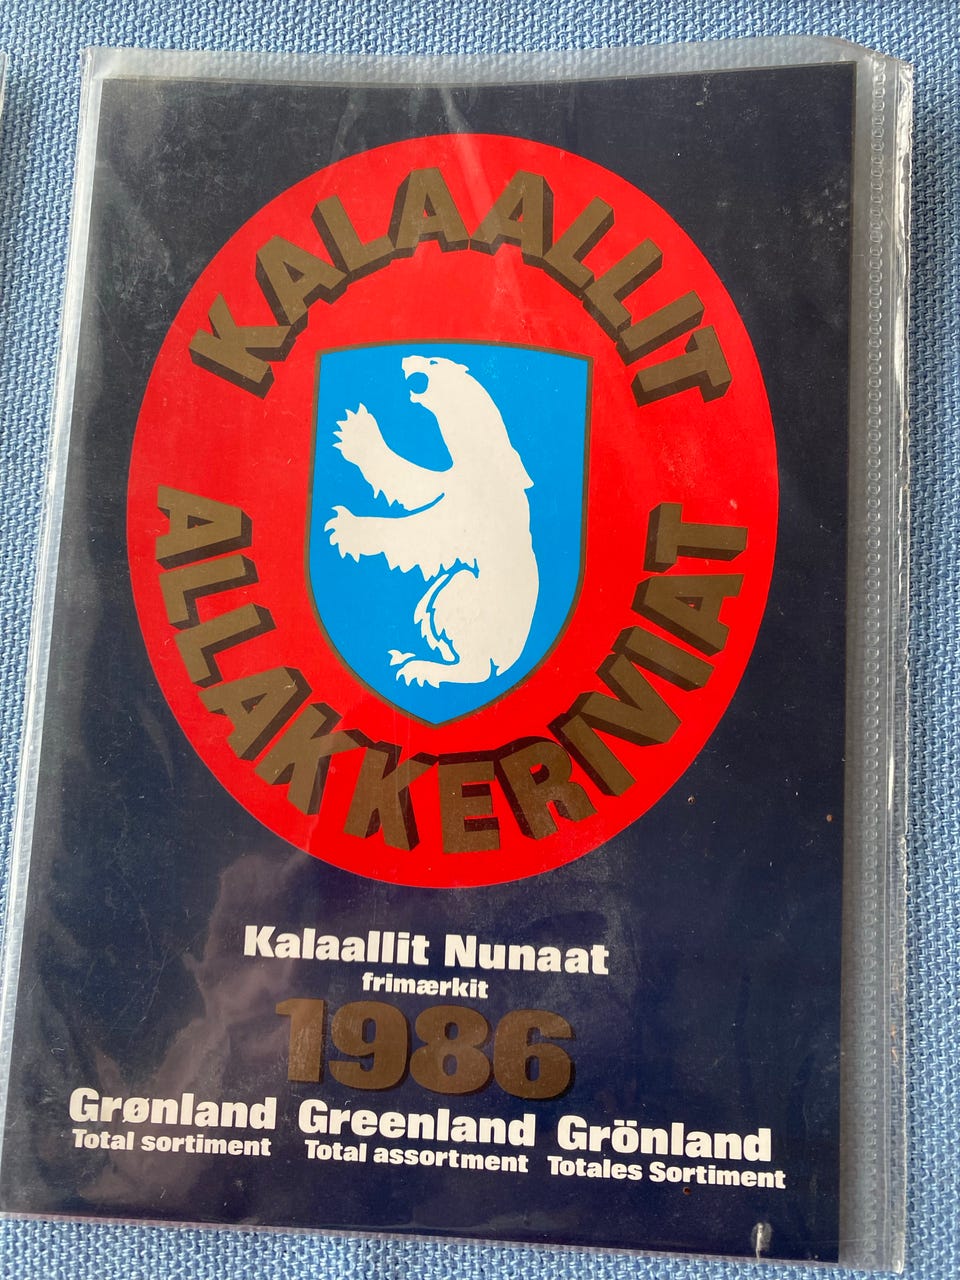 KALAALLIT
ALLAKKERIVIAT
Kalaallit Nunaat
frimærkit
1986
Grønland Greenland Grönland
Total sortiment Total assortment Totales Sortiment